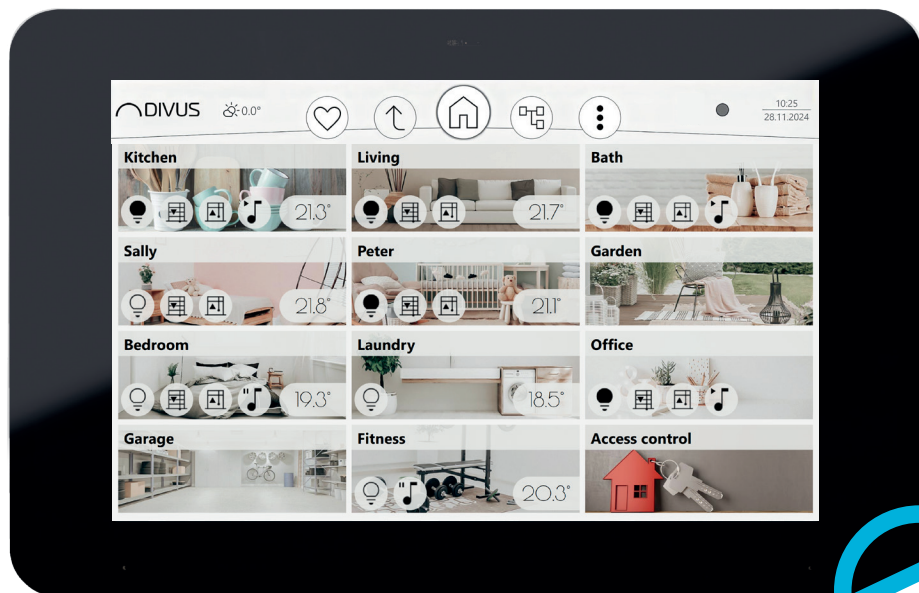 DIVUS
0.0°
10:25
28.11.2024
Kitchen
21.3°
Living
21.7°
Bath
Sally
21.8°
Peter
21.1°
Garden
Bedroom
19.3°
Laundry
18.5°
Office
Garage
Fitness
20.3°
Access control